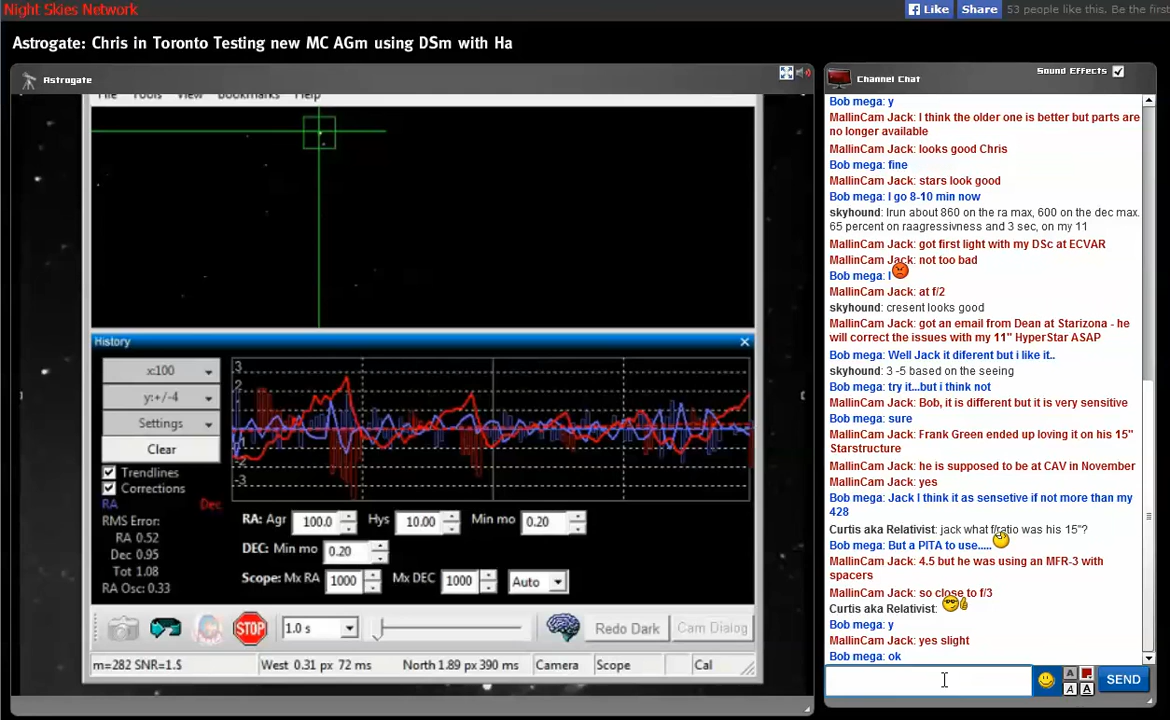 Night Skies Network
Like Share 53 people like this. Be the first
Astrogate: Chris in Toronto Testing new MC AGm using DSm with Ha
Astrogate
File Tools View Bookmarks Help
History
x:100
y:+/-4
Settings
Clear
Trendlines
Corrections
RA Dec
RMS Error:
RA 0.52
Dec 0.95
Tot 1.08
RA Osc: 0.33
3
2
1
-1
-2
-3
RA: Agr 100.0 Hys 10.00 Min mo 0.20
DEC: Min mo 0.20
Scope: Mx RA 1000 Mx DEC 1000 Auto
STOP 1.0 s Redo Dark Cam Dialog
m=282 SNR=1.$ West 0.31 px 72 ms North 1.89 px 390 ms Camera Scope Cal
Channel Chat Sound Effects
Bob mega: y
MallinCam Jack: I think the older one is better but parts are
no longer available
MallinCam Jack: looks good Chris
Bob mega: fine
MallinCam Jack: stars look good
Bob mega: I go 8-10 min now
skyhound: Irun about 860 on the ra max, 600 on the dec max.
65 percent on raagressivness and 3 sec, on my 11
MallinCam Jack: got first light with my DSc at ECVAR
MallinCam Jack: not too bad
Bob mega: I
MallinCam Jack: at f/2
skyhound: cresent looks good
MallinCam Jack: got an email from Dean at Starizona - he
will correct the issues with my 11" HyperStar ASAP
Bob mega: Well Jack it diferent but i like it..
skyhound: 3 -5 based on the seeing
Bob mega: try it...but i think not
MallinCam Jack: Bob, it is different but it is very sensitive
Bob mega: sure
MallinCam Jack: Frank Green ended up loving it on his 15"
Starstructure
MallinCam Jack: he is supposed to be at CAV in November
MallinCam Jack: yes
Bob mega: Jack I think it as sensetive if not more than my
428
Curtis aka Relativist: jack what f/ratio was his 15"?
Bob mega: But a PITA to use.....
MallinCam Jack: 4.5 but he was using an MFR-3 with
spacers
MallinCam Jack: so close to f/3
Curtis aka Relativist:
Bob mega: y
MallinCam Jack: yes slight
Bob mega: ok
A A A SEND